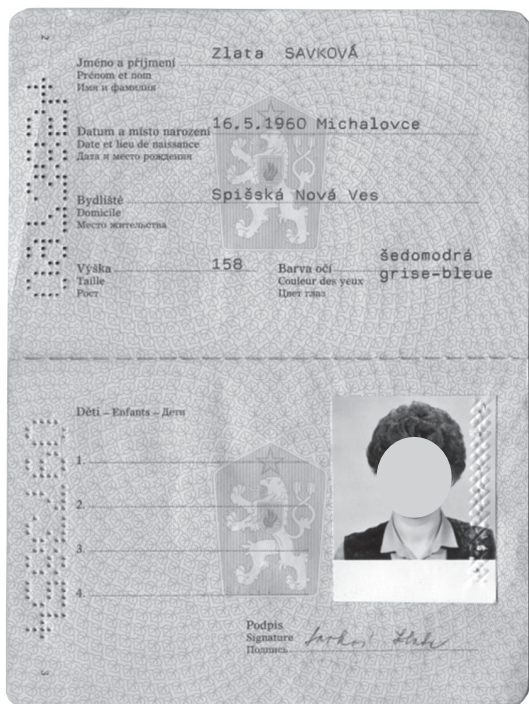 2
Jméno a příjmení Zlata SAVKOVÁ
Prénom et nom
Имя и фамилия
Datum a místo narození 16.5.1960 Michalovce
Date et lieu de naissance
Дата и место рождения
Bydliště Spišská Nová Ves
Domicile
Место жительства
Výška 158 Barva očí šedomodrá
Taille Couleur des yeux grise-bleue
Рост Цвет глаз
Děti – Enfants – Дети
1.
2.
3.
4.
Podpis
Signature
Подпись
3